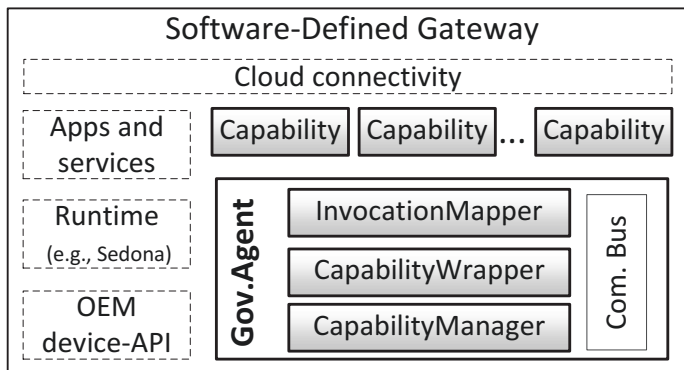 Software-Defined Gateway
Cloud connectivity
Apps and
services
Capability
Capability
...
Capability
Runtime
(e.g., Sedona)
OEM
device-API
Gov.Agent
InvocationMapper
CapabilityWrapper
CapabilityManager
Com. Bus